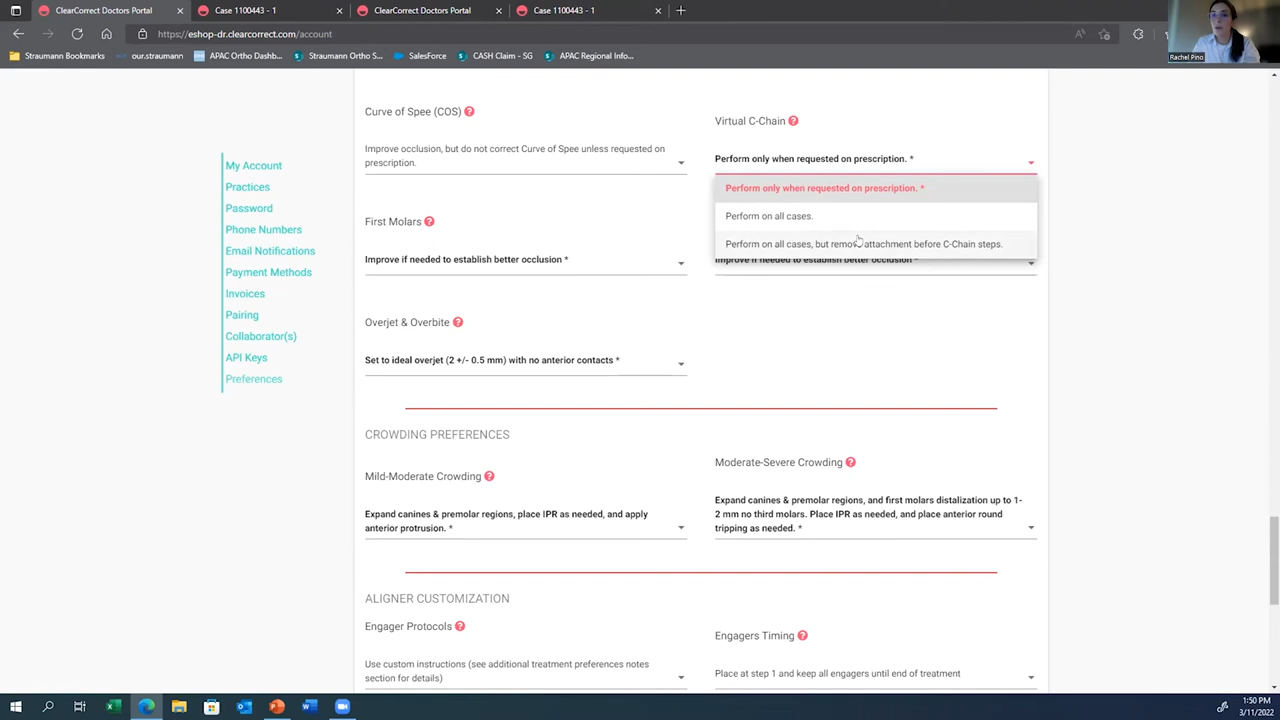 ClearCorrect Doctors Portal
Case 1100443 - 1
ClearCorrect Doctors Portal
Case 1100443 - 1
https://eshop-dr.clearcorrect.com/account
Straumann Bookmarks
our.straumann
APAC Ortho Dashb...
Straumann S...
SalesForce
CASH Claim - SG
APAC Regional Info...
Rachel Pino
My Account
Practices
Password
Phone Numbers
Email Notifications
Payment Methods
Invoices
Pairing
Collaborator(s)
API Keys
Preferences
Curve of Spee (COS)
Improve occlusion, but do not correct Curve of Spee unless requested on
prescription.
Virtual C-Chain
Perform only when requested on prescription. *
Perform only when requested on prescription. *
Perform on all cases.
Perform on all cases, but remove attachment before C-Chain steps.
First Molars
Improve if needed to establish better occlusion *
Improve if needed to establish better occlusion *
Overjet & Overbite
Set to ideal overjet (2 +/- 0.5 mm) with no anterior contacts *
CROWDING PREFERENCES
Mild-Moderate Crowding
Expand canines & premolar regions, place IPR as needed, and apply
anterior protrusion. *
Moderate-Severe Crowding
Expand canines & premolar regions, and first molars distalization up to 1-
2 mm no third molars. Place IPR as needed, and place anterior round
tripping as needed. *
ALIGNER CUSTOMIZATION
Engager Protocols
Use custom instructions (see additional treatment preferences notes
section for details)
Engagers Timing
Place at step 1 and keep all engagers until end of treatment
1:50 PM
3/11/2022